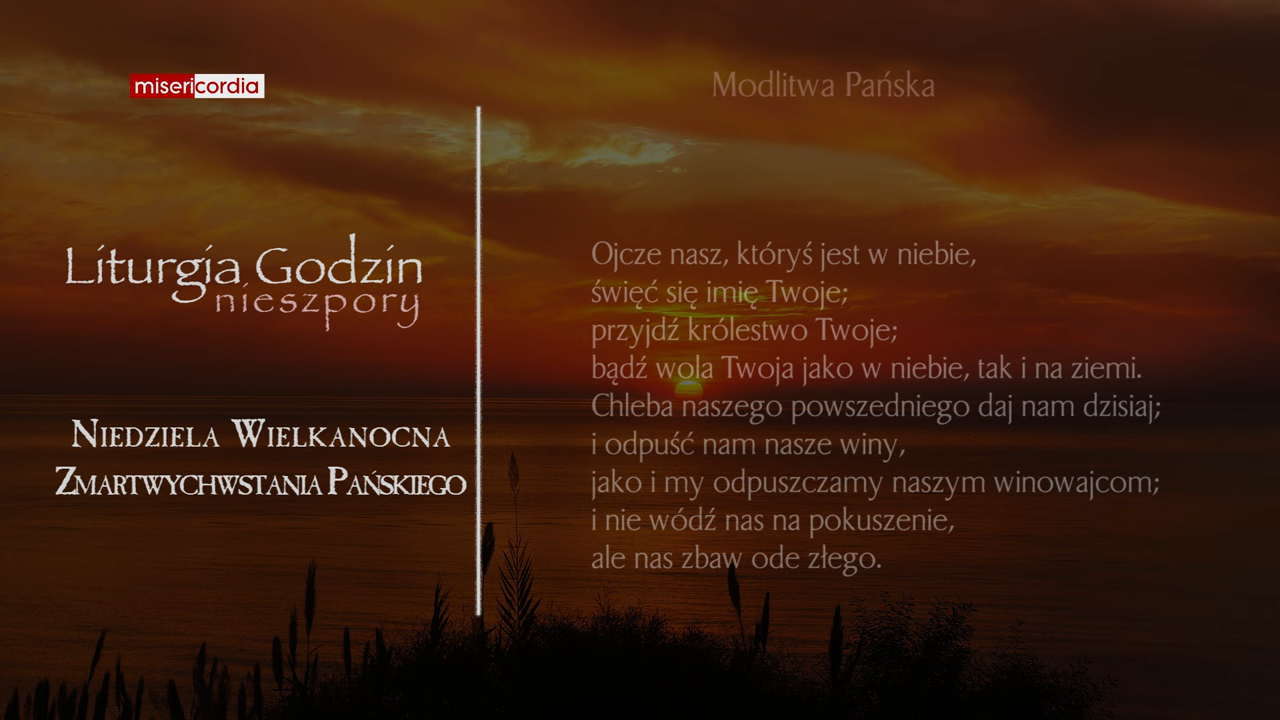 misericordia
Liturgia Godzin
nieszpory
Niedziela Wielkanocna
Zmartwychwstania Pańskiego
Modlitwa Pańska
Ojcze nasz, któryś jest w niebie,
święć się imię Twoje;
przyjdź królestwo Twoje;
bądź wola Twoja jako w niebie, tak i na ziemi.
Chleba naszego powszedniego daj nam dzisiaj;
i odpuść nam nasze winy,
jako i my odpuszczamy naszym winowajcom;
i nie wódź nas na pokuszenie,
ale nas zbaw ode złego.